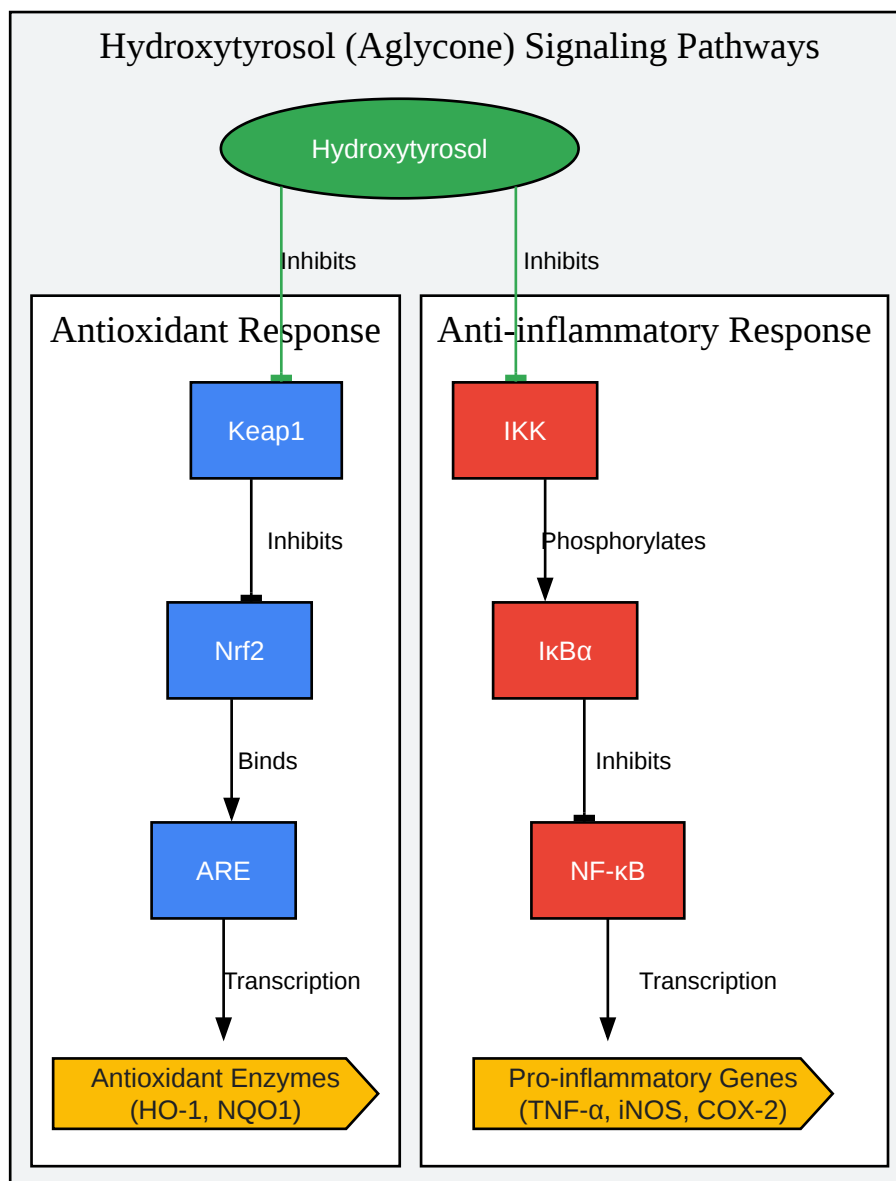 Hydroxytyrosol (Aglycone) Signaling Pathways
Hydroxytyrosol
Inhibits
Inhibits
Antioxidant Response
Keap1
Inhibits
Nrf2
Binds
ARE
Transcription
Antioxidant Enzymes
(HO-1, NQO1)
Anti-inflammatory Response
IKK
Phosphorylates
IκBα
Inhibits
NF-κB
Transcription
Pro-inflammatory Genes
(TNF-α, iNOS, COX-2)